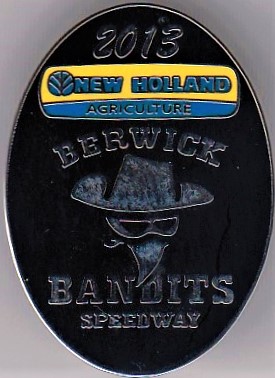 2013
NEW HOLLAND
AGRICULTURE
BERWICK
BANDITS
SPEEDWAY